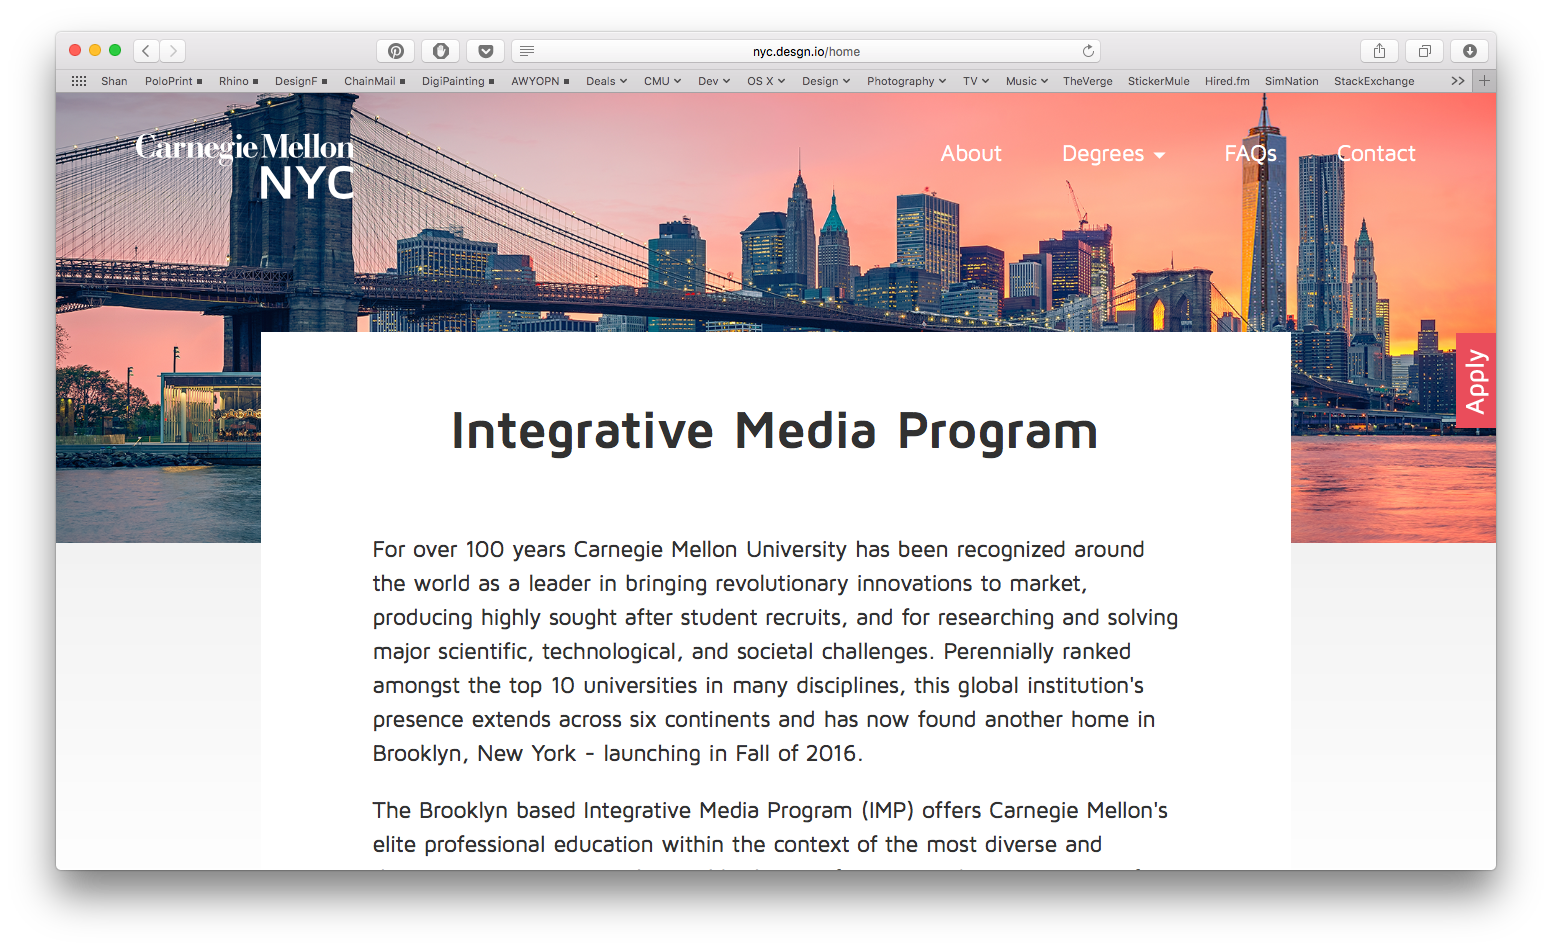 nyc.desgn.io/home
Shan PoloPrint Rhino DesignF ChainMail DigiPainting AWYOPN Deals CMU Dev OS X Design Photography TV Music TheVerge StickerMule Hired.fm SimNation StackExchange >>
Carnegie Mellon
NYC
About Degrees FAQs Contact
Apply
Integrative Media Program
For over 100 years Carnegie Mellon University has been recognized around
the world as a leader in bringing revolutionary innovations to market,
producing highly sought after student recruits, and for researching and solving
major scientific, technological, and societal challenges. Perennially ranked
amongst the top 10 universities in many disciplines, this global institution's
presence extends across six continents and has now found another home in
Brooklyn, New York - launching in Fall of 2016.
The Brooklyn based Integrative Media Program (IMP) offers Carnegie Mellon's
elite professional education within the context of the most diverse and